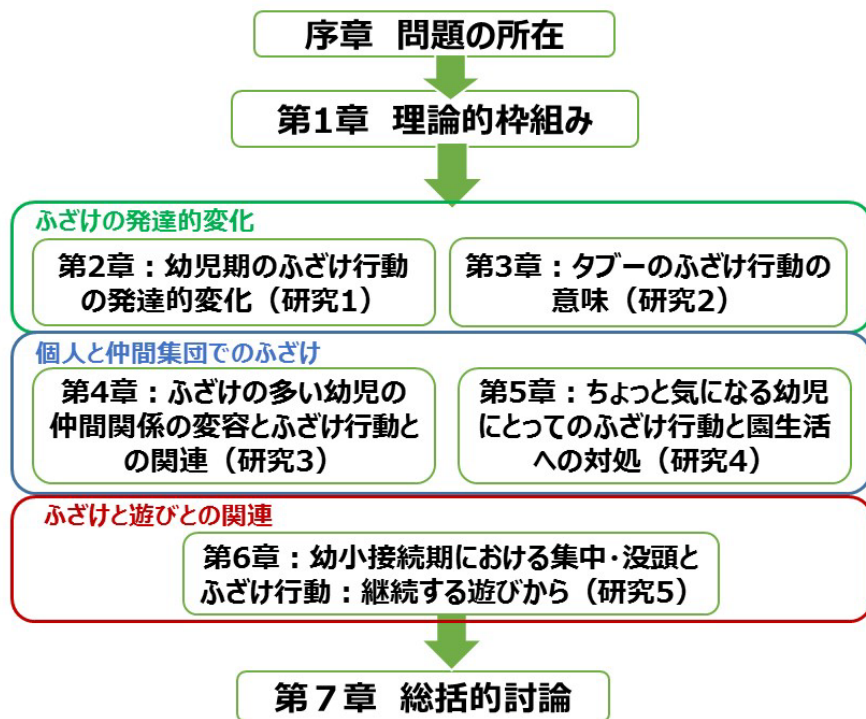 序章 問題の所在
第1章 理論的枠組み
ふざけの発達的変化
第2章：幼児期のふざけ行動
の発達的変化（研究1）
第3章：タブーのふざけ行動の
意味（研究2）
個人と仲間集団でのふざけ
第4章：ふざけの多い幼児の
仲間関係の変容とふざけ行動と
の関連（研究3）
第5章：ちょっと気になる幼児
にとってのふざけ行動と園生活
への対処（研究4）
ふざけと遊びとの関連
第6章：幼小接続期における集中・没頭と
ふざけ行動：継続する遊びから（研究5）
第７章 総括的討論